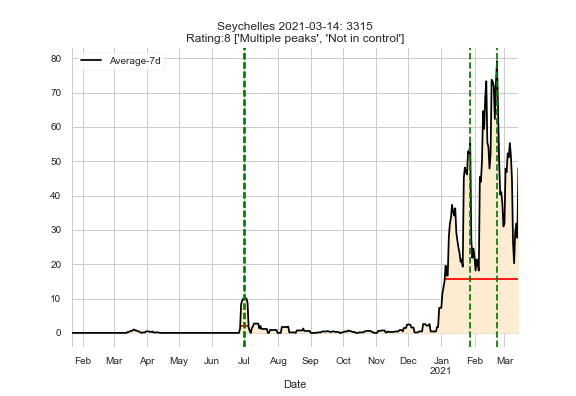 Seychelles 2021-03-14: 3315
Rating:8 ['Multiple peaks', 'Not in control']
Average-7d
80
70
60
50
40
30
20
10
0
Feb Mar Apr May Jun Jul Aug Sep Oct Nov Dec Jan Feb Mar
2021
Date